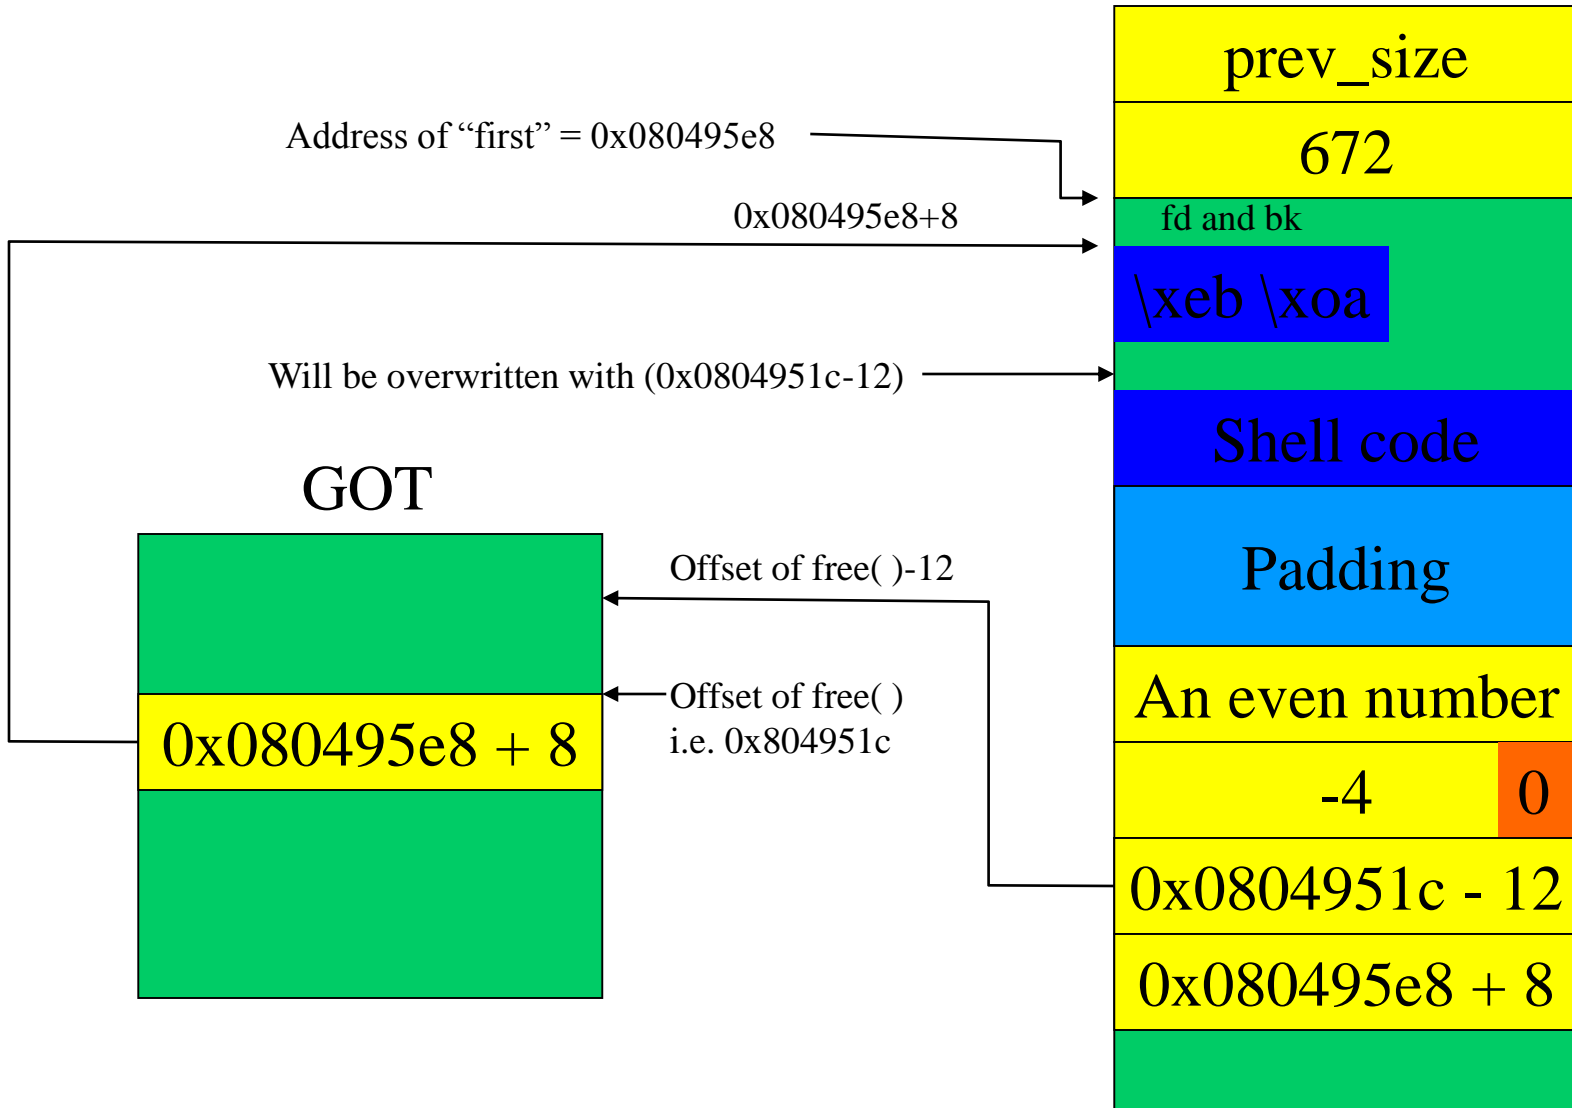 prev_size
Address of “first” = 0x080495e8
672
0x080495e8+8
fd and bk
\xeb \xoa
Will be overwritten with (0x0804951c-12)
Shell code
GOT
Offset of free( )-12
Padding
Offset of free( )
i.e. 0x804951c
An even number
0x080495e8 + 8
-4
0
0x0804951c - 12
0x080495e8 + 8